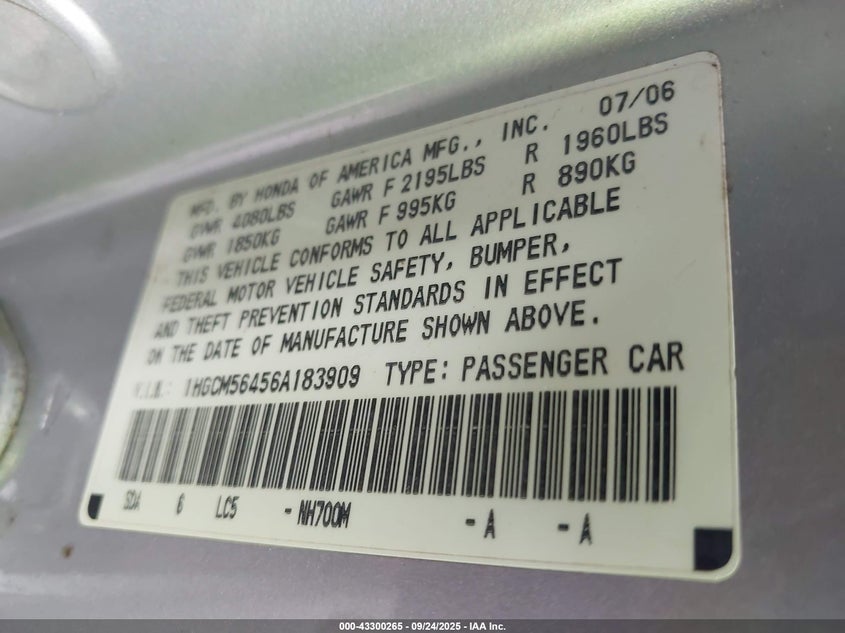 MFD. BY HONDA OF AMERICA MFG., INC. 07/06
GVWR 4080LBS GAWR F 2195LBS R 1960LBS
GVWR 1850KG GAWR F 995KG R 890KG
THIS VEHICLE CONFORMS TO ALL APPLICABLE
FEDERAL MOTOR VEHICLE SAFETY, BUMPER,
AND THEFT PREVENTION STANDARDS IN EFFECT
ON THE DATE OF MANUFACTURE SHOWN ABOVE.
V.I.N.: 1HGCM56456A183909 TYPE: PASSENGER CAR
SDA 6 LC5 -NH700M -A -A
000-43300265 - 09/24/2025 - IAA Inc.